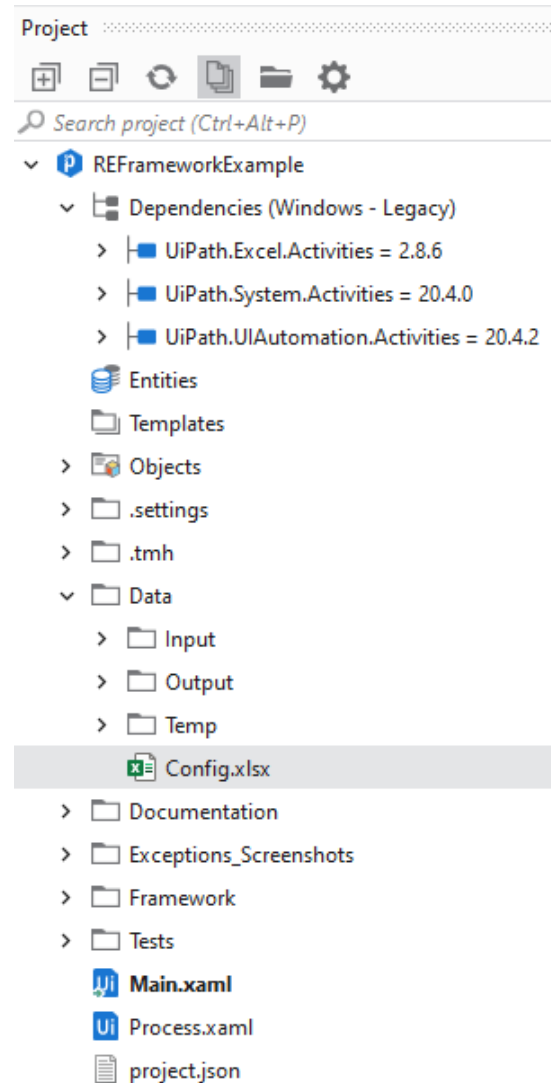 Project
Search project (Ctrl+Alt+P)
REFrameworkExample
Dependencies (Windows - Legacy)
UiPath.Excel.Activities = 2.8.6
UiPath.System.Activities = 20.4.0
UiPath.UIAutomation.Activities = 20.4.2
Entities
Templates
Objects
.settings
.tmh
Data
Input
Output
Temp
Config.xlsx
Documentation
Exceptions_Screenshots
Framework
Tests
Main.xaml
Process.xaml
project.json